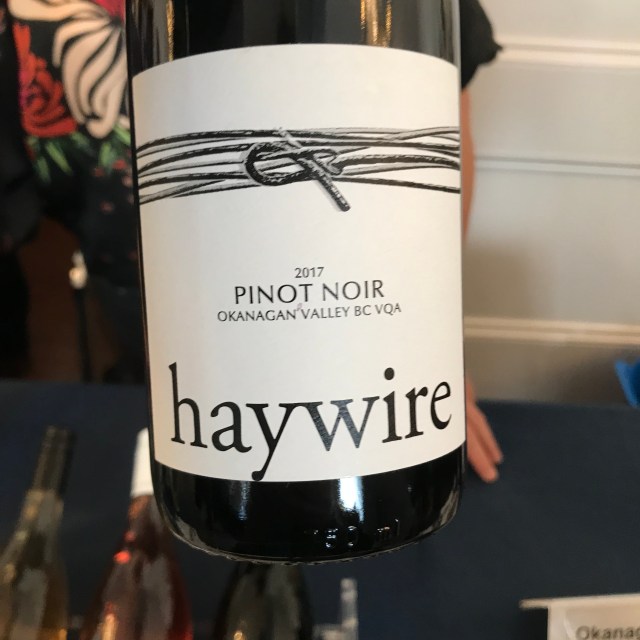 2017
PINOT NOIR
OKANAGAN VALLEY BC VQA
haywire